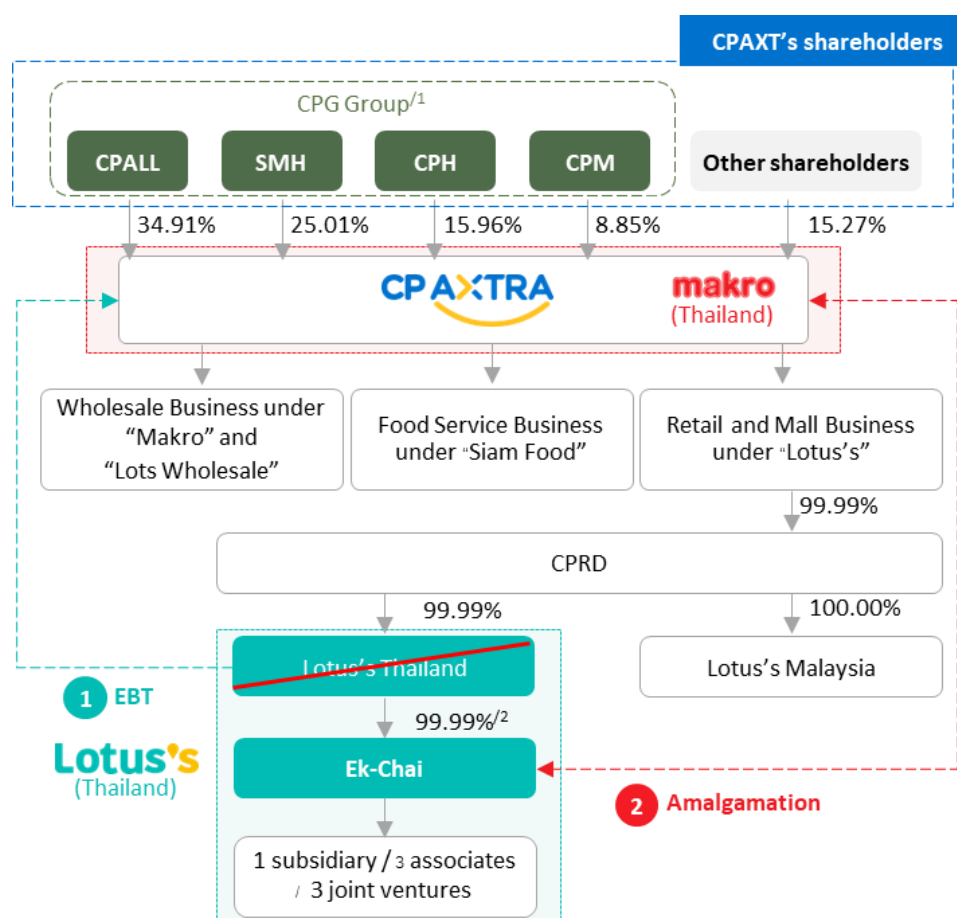 CPAXT’s shareholders
CPG Group/1
CPALL
SMH
CPH
CPM
Other shareholders
34.91%
25.01%
15.96%
8.85%
15.27%
CP AXTRA
makro
(Thailand)
Wholesale Business under
“Makro” and
“Lots Wholesale”
Food Service Business
under “Siam Food”
Retail and Mall Business
under “Lotus’s”
99.99%
CPRD
99.99%
100.00%
Lotus’s Thailand
Lotus’s Malaysia
1 EBT
99.99%/2
Lotus's
(Thailand)
Ek-Chai
2 Amalgamation
1 subsidiary / 3 associates
/ 3 joint ventures